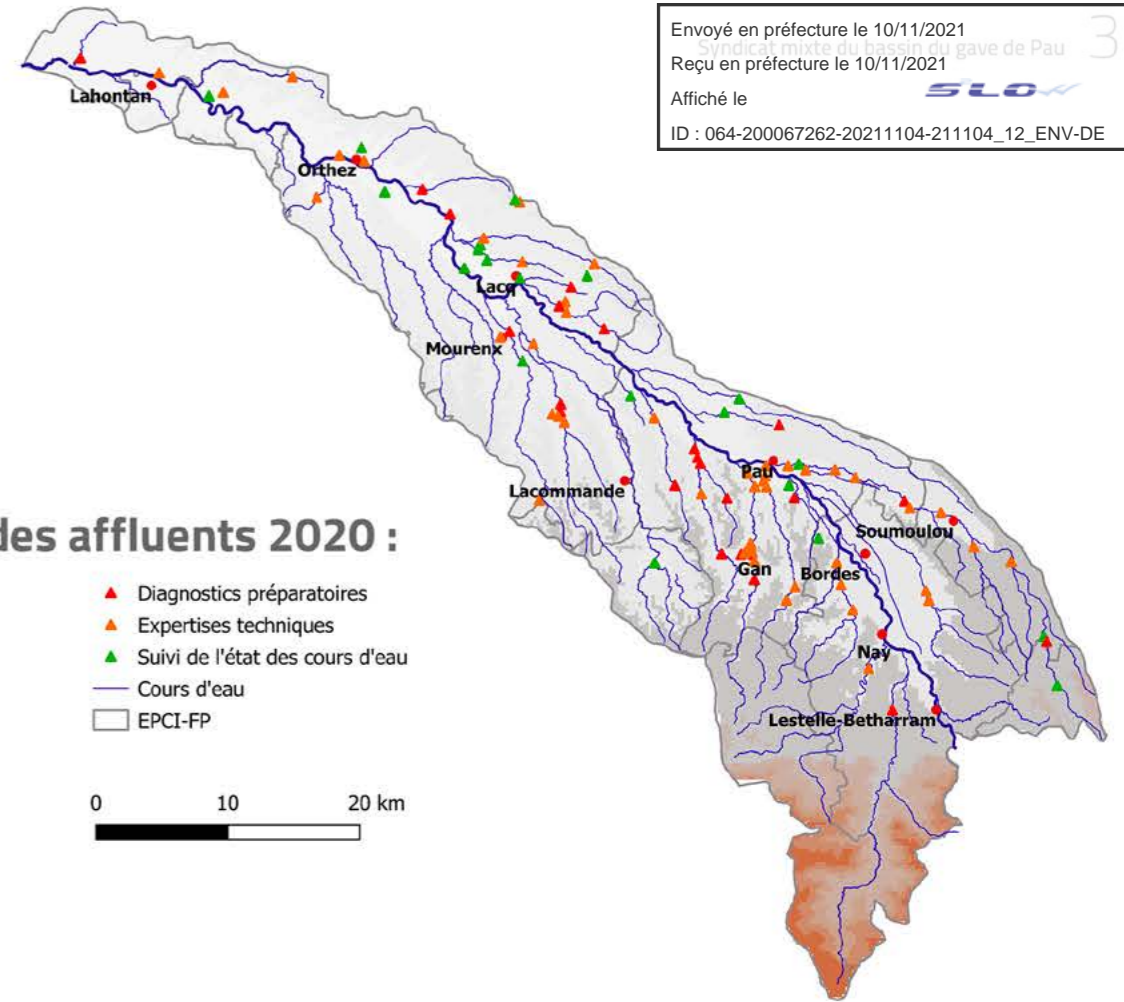 Envoyé en préfecture le 10/11/2021
Syndicat mixte du bassin du gave de Pau 3
Reçu en préfecture le 10/11/2021
Affiché le SLOW
ID : 064-200067262-20211104-211104_12_ENV-DE
Lahontan
Orthez
Lacq
Mourenx
Pau
Lacommande
Soumoulou
Gan
Bordes
Nay
Lestelle-Betharram
des affluents 2020 :
Diagnostics préparatoires
Expertises techniques
Suivi de l'état des cours d'eau
Cours d'eau
EPCI-FP
0 10 20 km